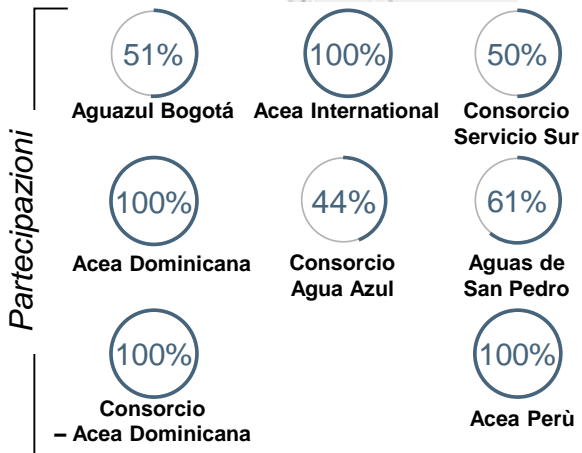 Partecipazioni
51%
Aguazul Bogotá
100%
Acea International
50%
Consorcio
Servicio Sur
100%
Acea Dominicana
44%
Consorcio
Agua Azul
61%
Aguas de
San Pedro
100%
Consorcio
– Acea Dominicana
100%
Acea Perù